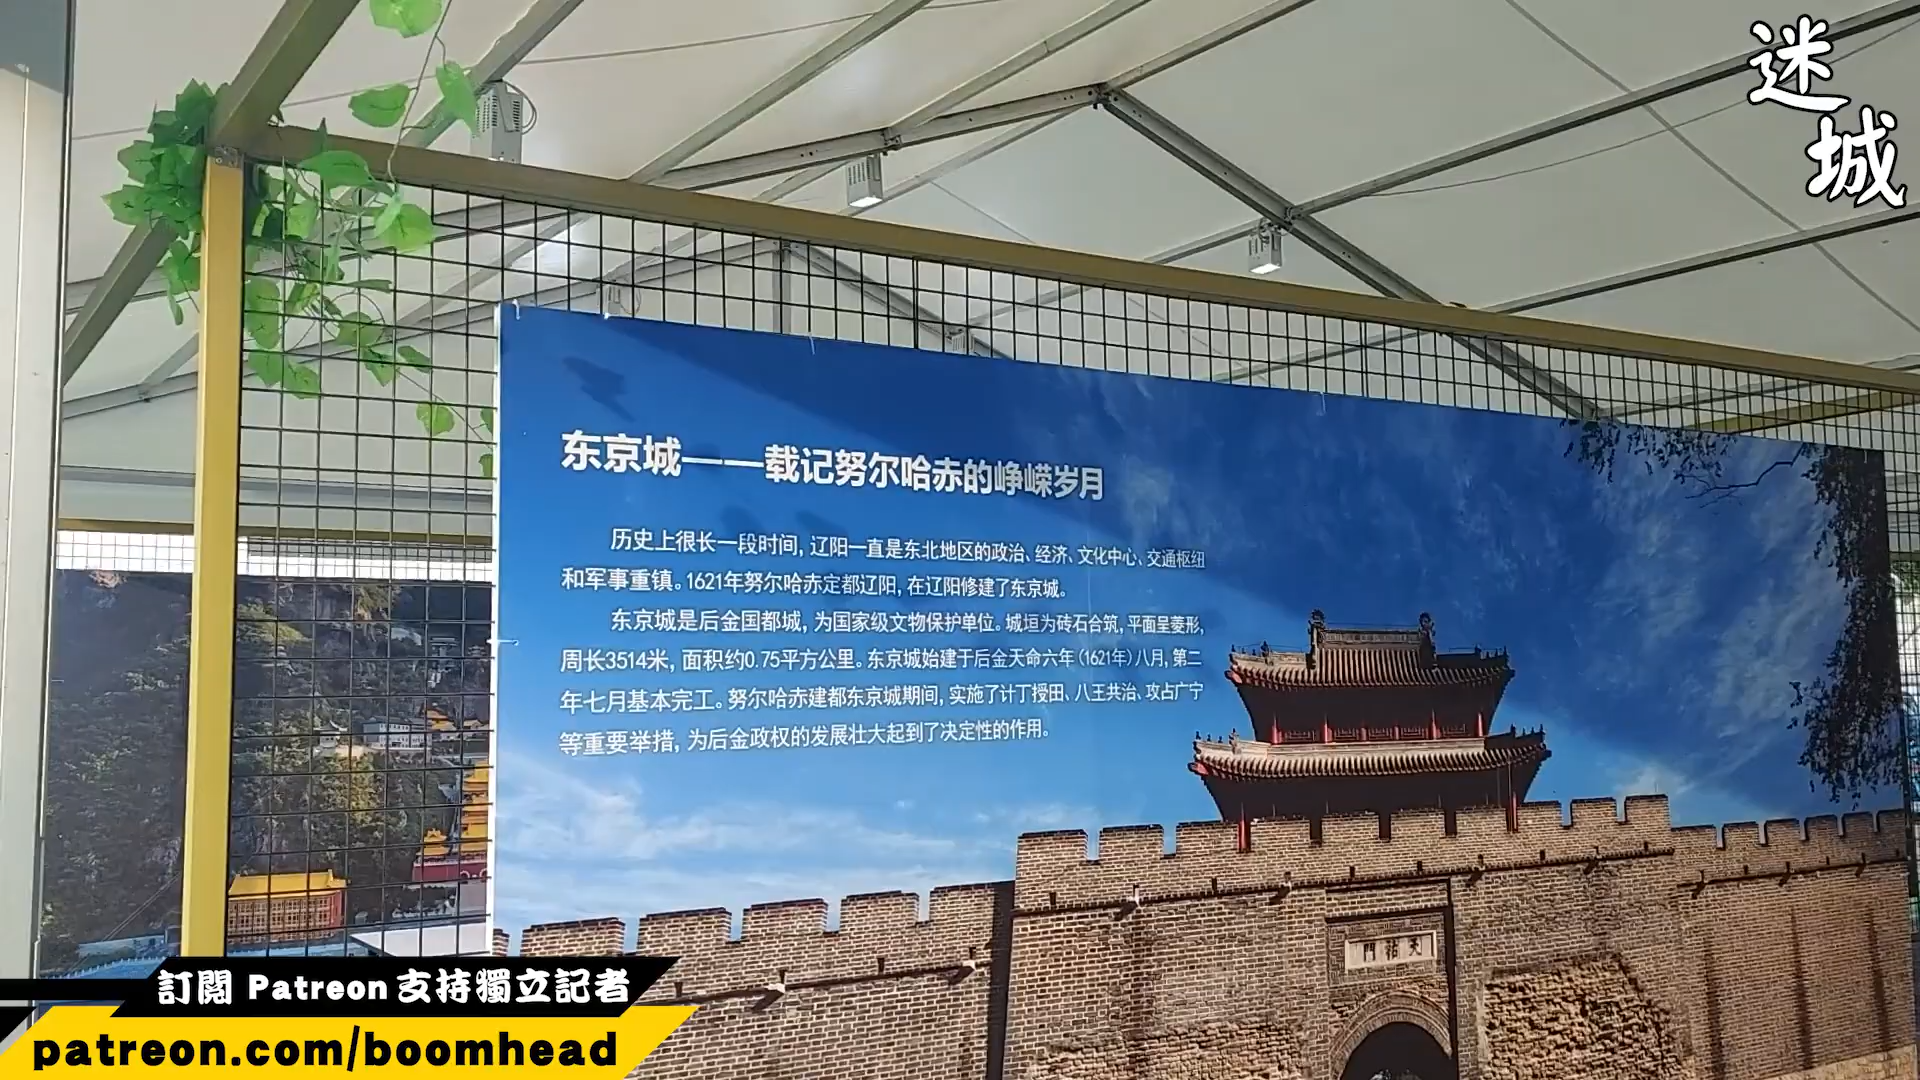 迷城
东京城——载记努尔哈赤的峥嵘岁月
历史上很长一段时间，辽阳一直是东北地区的政治、经济、文化中心、交通枢纽
和军事重镇。1621年努尔哈赤定都辽阳，在辽阳修建了东京城。
东京城是后金国都城，为国家级文物保护单位。城垣为砖石合筑，平面呈菱形，
周长3514米，面积约0.75平方公里。东京城始建于后金天命六年（1621年）八月，第二
年七月基本完工。努尔哈赤建都东京城期间，实施了计丁授田、八王共治、攻占广宁
等重要举措，为后金政权的发展壮大起到了决定性的作用。
門祐天
訂閱 Patreon 支持獨立記者
patreon.com/boomhead